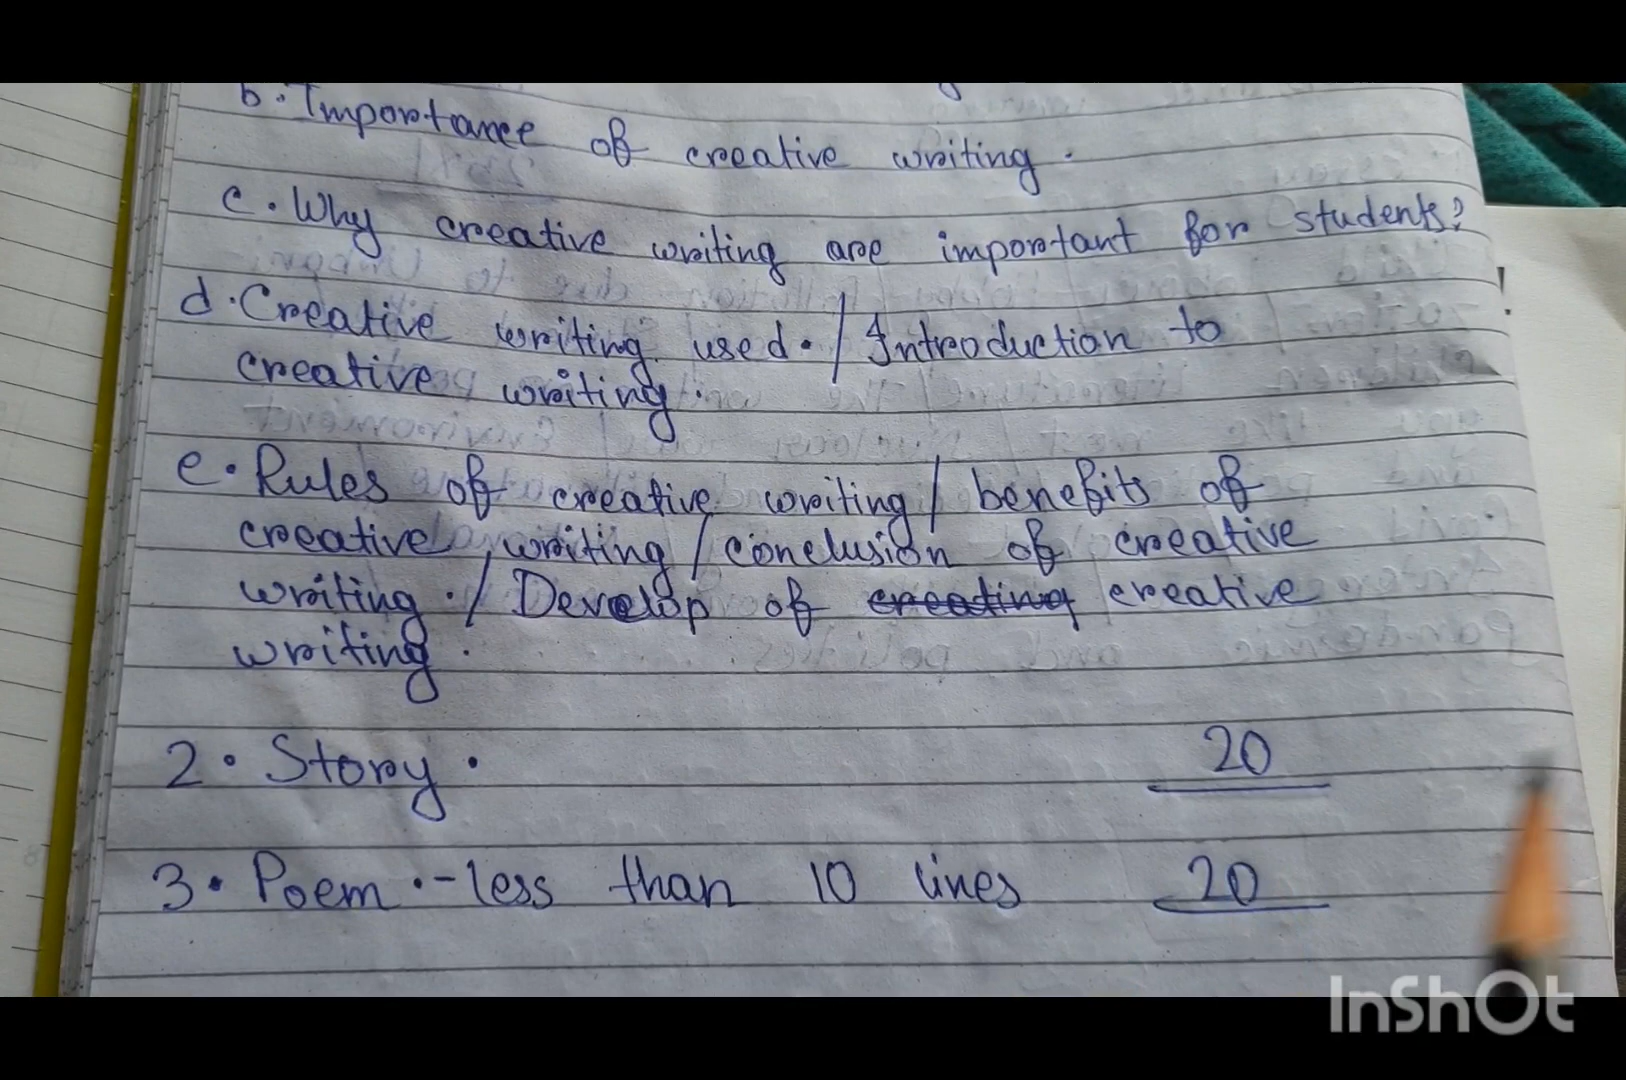 b. Importance of creative writing.
c. Why creative writing are important for students?
d. Creative writing used. / Introduction to
creative writing.
e. Rules of creative writing / benefits of
creative writing / conclusion of creative
writing. / Develop of creating creative
writing.
2. Story. 20
3. Poem. - less than 10 lines 20
InShOt